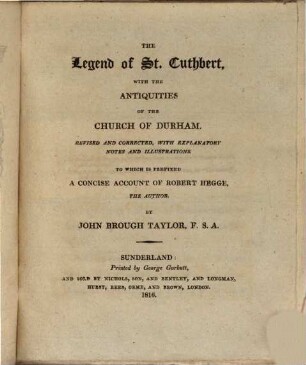 THE
Legend of St. Cuthbert,
WITH THE
ANTIQUITIES
OF THE
CHURCH OF DURHAM.
REVISED AND CORRECTED, WITH EXPLANATORY
NOTES AND ILLUSTRATIONS.
TO WHICH IS PREFIXED
A CONCISE ACCOUNT OF ROBERT HEGGE,
THE AUTHOR.
BY
JOHN BROUGH TAYLOR, F. S. A.
SUNDERLAND:
Printed by George Garbutt,
AND SOLD BY NICHOLS, SON, AND BENTLEY, AND LONGMAN,
HURST, REES, ORME, AND BROWN, LONDON.
1816.